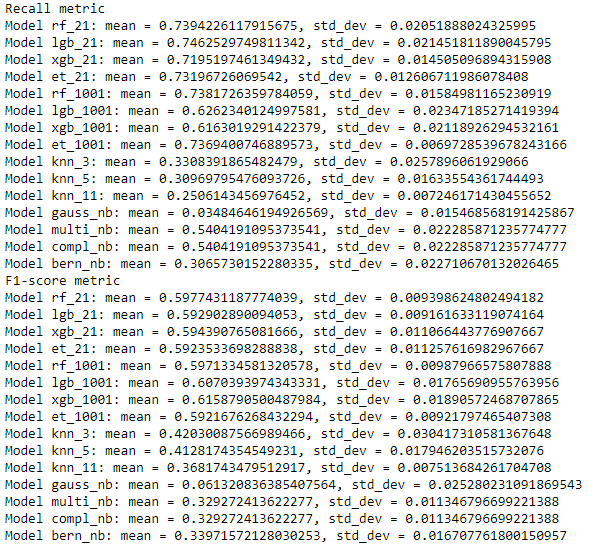 Recall metric
Model rf_21: mean = 0.7394226117915675, std_dev = 0.02051888024325995
Model lgb_21: mean = 0.7462529749811342, std_dev = 0.021451811890045795
Model xgb_21: mean = 0.7195197461349432, std_dev = 0.014505096894315908
Model et_21: mean = 0.73196726069542, std_dev = 0.012606711986078408
Model rf_1001: mean = 0.7381726359784059, std_dev = 0.01584981165230919
Model lgb_1001: mean = 0.6262340124997581, std_dev = 0.02347185271419394
Model xgb_1001: mean = 0.6163019291422379, std_dev = 0.02118926294532161
Model et_1001: mean = 0.7369400746889573, std_dev = 0.0069728539678243166
Model knn_3: mean = 0.3308391865482479, std_dev = 0.0257896061929066
Model knn_5: mean = 0.30969795476093726, std_dev = 0.01633554361744493
Model knn_11: mean = 0.2506143456976452, std_dev = 0.007246171430455652
Model gauss_nb: mean = 0.03484646194926569, std_dev = 0.015468568191425867
Model multi_nb: mean = 0.5404191095373541, std_dev = 0.022285871235774777
Model compl_nb: mean = 0.5404191095373541, std_dev = 0.022285871235774777
Model bern_nb: mean = 0.3065730152280335, std_dev = 0.022710670132026465
F1-score metric
Model rf_21: mean = 0.5977431187774039, std_dev = 0.009398624802494182
Model lgb_21: mean = 0.592902890094053, std_dev = 0.009161633119074164
Model xgb_21: mean = 0.594390765081666, std_dev = 0.011066443776907667
Model et_21: mean = 0.5923533698288838, std_dev = 0.011257616982967667
Model rf_1001: mean = 0.5971334581320578, std_dev = 0.00987966575807888
Model lgb_1001: mean = 0.6070393974343331, std_dev = 0.01765690955763956
Model xgb_1001: mean = 0.6158790500487984, std_dev = 0.01890572468707865
Model et_1001: mean = 0.5921676268432294, std_dev = 0.00921797465407308
Model knn_3: mean = 0.42030087566989466, std_dev = 0.030417310581367648
Model knn_5: mean = 0.4128174354549231, std_dev = 0.017946203515732076
Model knn_11: mean = 0.3681743479512917, std_dev = 0.007513684261704708
Model gauss_nb: mean = 0.061320836385407564, std_dev = 0.025280231091869543
Model multi_nb: mean = 0.329272413622277, std_dev = 0.011346796699221388
Model compl_nb: mean = 0.329272413622277, std_dev = 0.011346796699221388
Model bern_nb: mean = 0.33971572128030253, std_dev = 0.016707761800150957